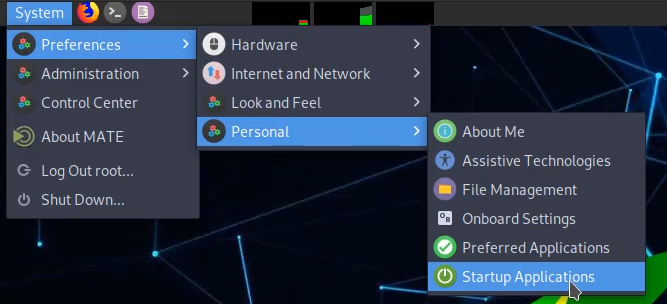 System
Preferences
Administration
Control Center
About MATE
Log Out root...
Shut Down...
Hardware
Internet and Network
Look and Feel
Personal
About Me
Assistive Technologies
File Management
Onboard Settings
Preferred Applications
Startup Applications